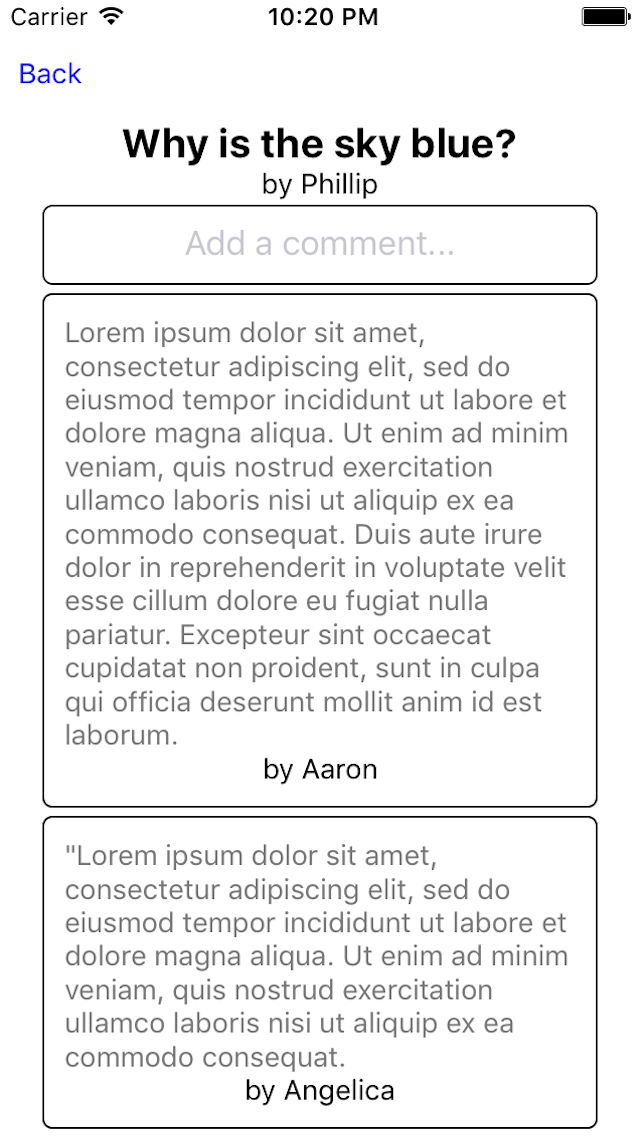 Carrier 10:20 PM
Back
Why is the sky blue?
by Phillip
Add a comment...
Lorem ipsum dolor sit amet,
consectetur adipiscing elit, sed do
eiusmod tempor incididunt ut labore et
dolore magna aliqua. Ut enim ad minim
veniam, quis nostrud exercitation
ullamco laboris nisi ut aliquip ex ea
commodo consequat. Duis aute irure
dolor in reprehenderit in voluptate velit
esse cillum dolore eu fugiat nulla
pariatur. Excepteur sint occaecat
cupidatat non proident, sunt in culpa
qui officia deserunt mollit anim id est
laborum.
by Aaron
"Lorem ipsum dolor sit amet,
consectetur adipiscing elit, sed do
eiusmod tempor incididunt ut labore et
dolore magna aliqua. Ut enim ad minim
veniam, quis nostrud exercitation
ullamco laboris nisi ut aliquip ex ea
commodo consequat.
by Angelica